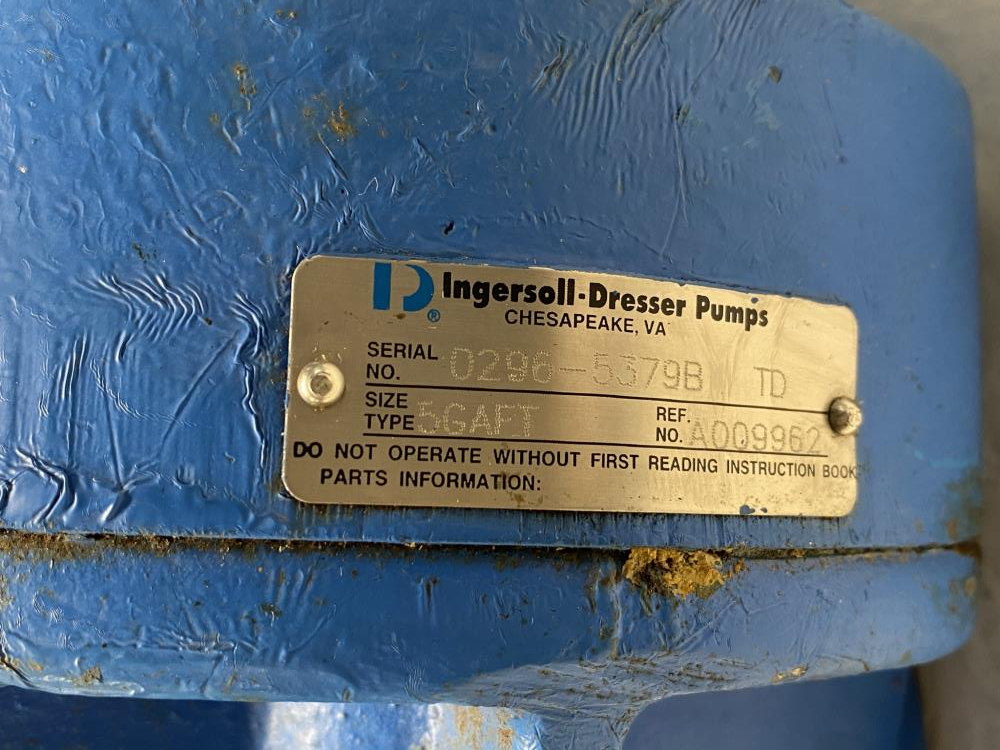 ID® Ingersoll-Dresser Pumps
CHESAPEAKE, VA
SERIAL NO. 0296-5379B TD
SIZE TYPE 5GAFT REF. NO. A009962
DO NOT OPERATE WITHOUT FIRST READING INSTRUCTION BOOK
PARTS INFORMATION: